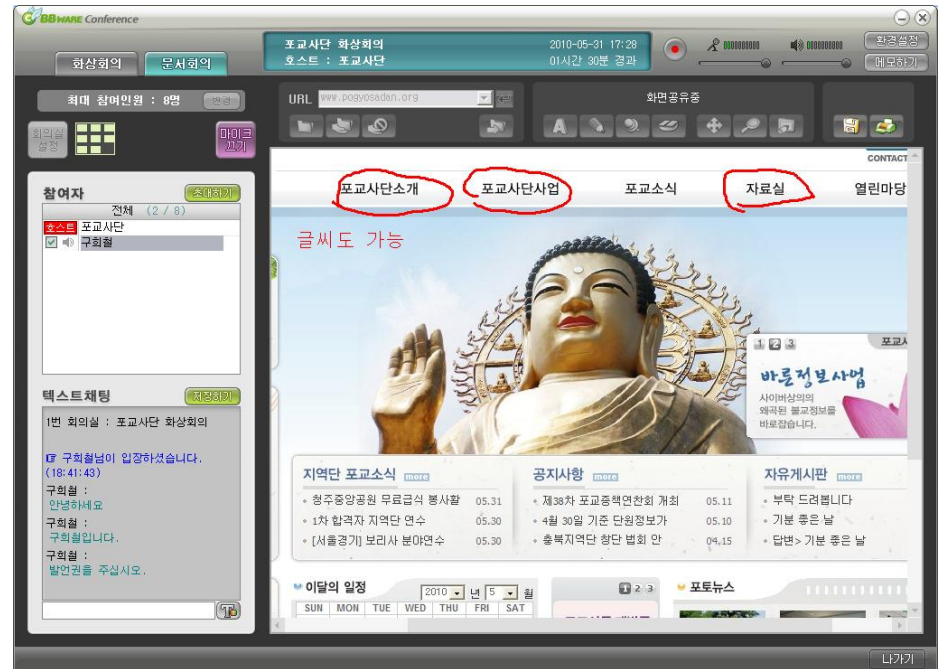 BBWARE Conference
포교사단 화상회의
호스트 : 포교사단
2010-05-31 17:28
01시간 30분 경과
환경설정
메모하기
화상회의
문서회의
최대 참여인원 : 8명
변경
URL www.pogyosadan.org
화면공유중
회의실
설정
마이크
끄기
참여자
초대하기
전체 (2 / 8)
호스트 포교사단
구희철
텍스트채팅
저장하기
1번 회의실 : 포교사단 화상회의
구희철님이 입장하셨습니다.
(18:41:43)
구희철 :
안녕하세요
구희철 :
구희철입니다.
구희철 :
발언권을 주십시오.
CONTACT
포교사단소개 포교사단사업 포교소식 자료실 열린마당
글씨도 가능
1 2 3
바른정보사업
사이버상의의
왜곡된 불교정보를
바로잡습니다.
지역단 포교소식 more
청주중앙공원 무료급식 봉사활 05.31
1차 합격자 지역단 연수 05.30
[서울경기] 보리사 분야연수 05.30
공지사항 more
제38차 포교종책연찬회 개최 05.11
4월 30일 기준 단원정보가 05.10
충북지역단 창단 법회 안 04.15
자유게시판 more
부탁 드려봅니다
기분 좋은 날
답변> 기분 좋은 날
이달의 일정
2010 년 5 월
SUN MON TUE WED THU FRI SAT
1 2 3
포토뉴스
나가기